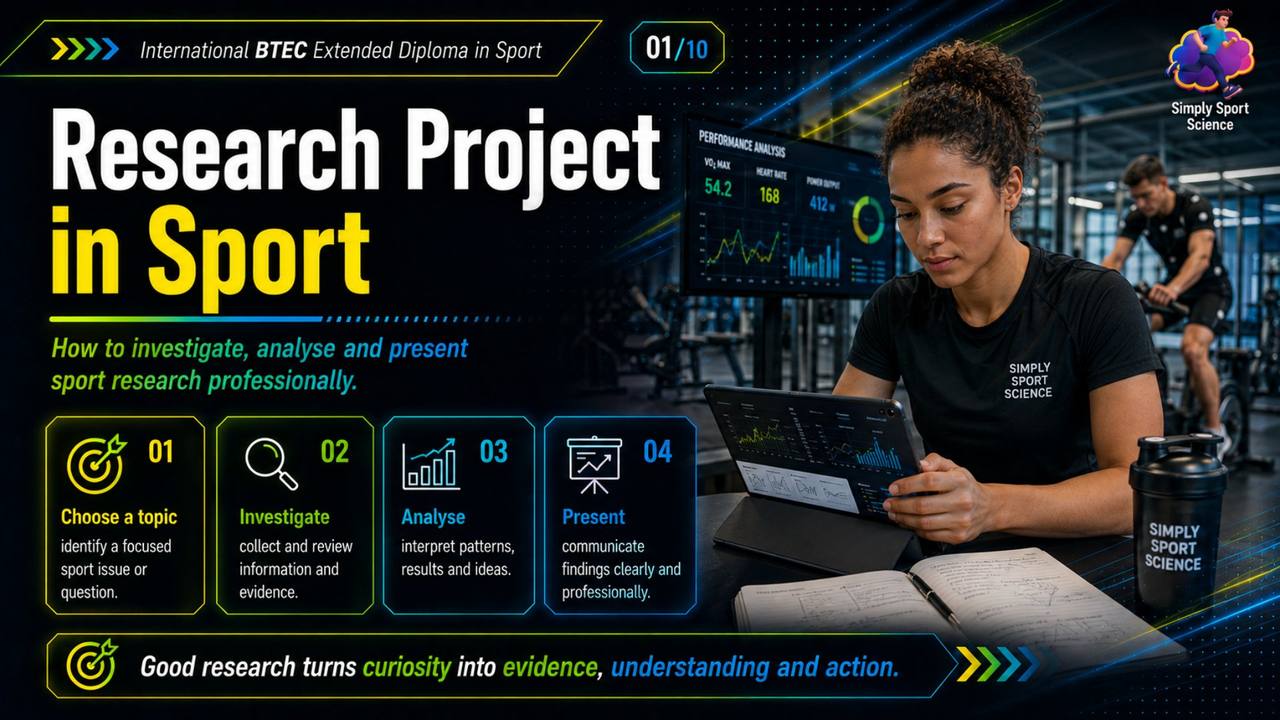 International BTEC Extended Diploma in Sport
01/10
Simply Sport
Science
Research Project
in Sport
How to investigate, analyse and present
sport research professionally.
PERFORMANCE ANALYSIS
VO₂ MAX
54.2
HEART RATE
168
POWER OUTPUT
412 W
01
Choose a topic
identify a focused
sport issue or
question.
02
Investigate
collect and review
information and
evidence.
03
Analyse
interpret patterns,
results and ideas.
04
Present
communicate
findings clearly and
professionally.
SIMPLY
SPORT
SCIENCE
SIMPLY
SPORT
SCIENCE
Good research turns curiosity into evidence, understanding and action.